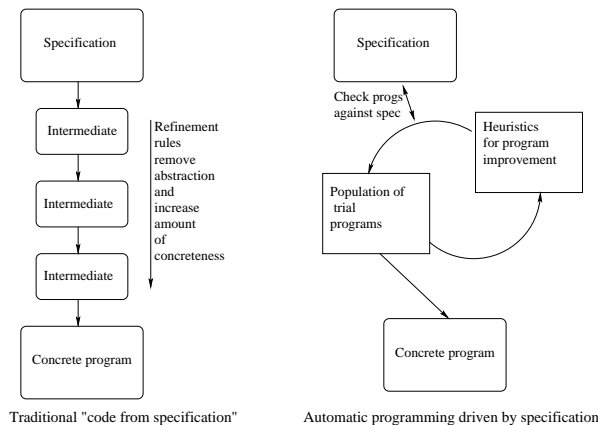 Specification
Intermediate
Intermediate
Intermediate
Concrete program
Refinement
rules
remove
abstraction
and
increase
amount
of
concreteness
Traditional "code from specification"
Specification
Check progs
against spec
Heuristics
for program
improvement
Population of
trial
programs
Concrete program
Automatic programming driven by specification